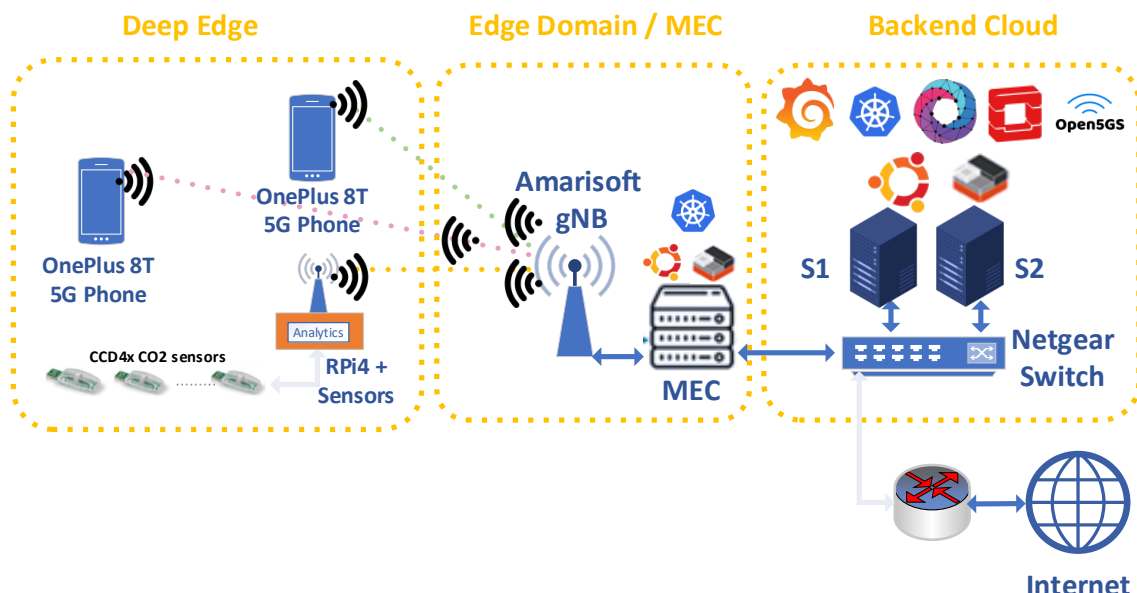 Deep Edge
Edge Domain / MEC
Backend Cloud
Open5GS
OnePlus 8T
5G Phone
OnePlus 8T
5G Phone
Amarisoft
gNB
S1
S2
Analytics
CCD4x CO2 sensors
RPi4 +
Sensors
MEC
Netgear
Switch
Internet